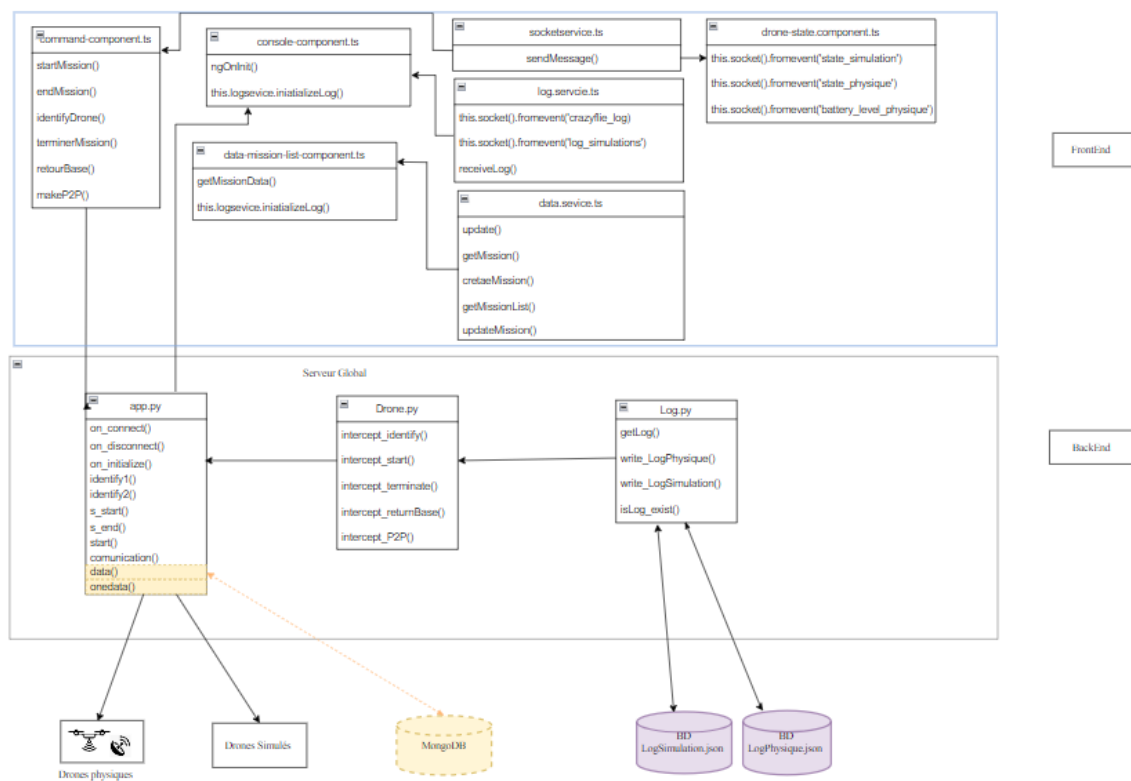 command-component.ts
startMission()
endMission()
identifyDrone()
terminerMission()
retourBase()
makeP2P()
console-component.ts
ngOnInit()
this.logsevice.iniatializeLog()
data-mission-list-component.ts
getMissionData()
this.logsevice.iniatializeLog()
socketservice.ts
sendMessage()
log.servcie.ts
this.socket().fromevent('crazyflie_log)
this.socket().fromevent('log_simulations')
receiveLog()
data.sevice.ts
update()
getMission()
cretaeMission()
getMissionList()
updateMission()
drone-state.component.ts
this.socket().fromevent('state_simulation')
this.socket().fromevent('state_physique')
this.socket().fromevent('battery_level_physique')
FrontEnd
Serveur Global
app.py
on_connect()
on_disconnect()
on_initialize()
identify1()
identify2()
s_start()
s_end()
start()
comunication()
data()
onedata()
Drone.py
intercept_identify()
intercept_start()
intercept_terminate()
intercept_returnBase()
intercept_P2P()
Log.py
getLog()
write_LogPhysique()
write_LogSimulation()
isLog_exist()
BackEnd
Drones physiques
Drones Simulés
MongoDB
BD
LogSimulation.json
BD
LogPhysique.json